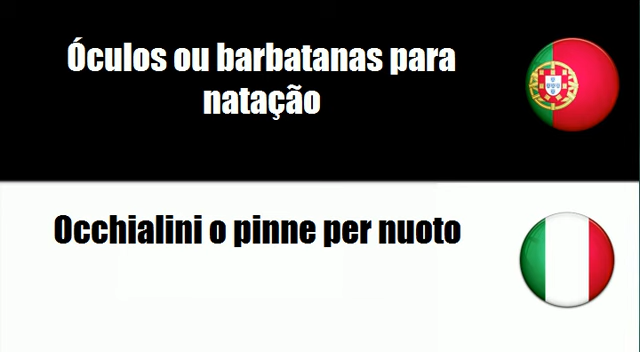 Óculos ou barbatanas para
natação
Occhialini o pinne per nuoto